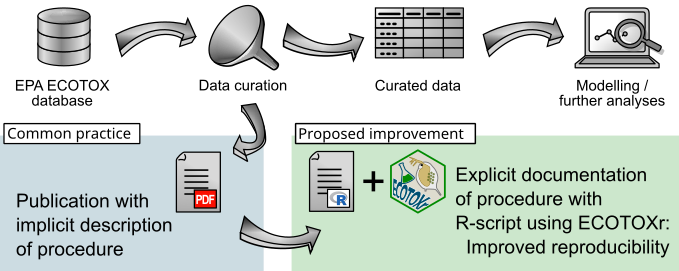 EPA ECOTOX
database
Data curation
Curated data
Modelling /
further analyses
Common practice
Publication with
implicit description
of procedure
PDF
Proposed improvement
R
ECOTOXr
Explicit documentation
of procedure with
R-script using ECOTOXr:
Improved reproducibility